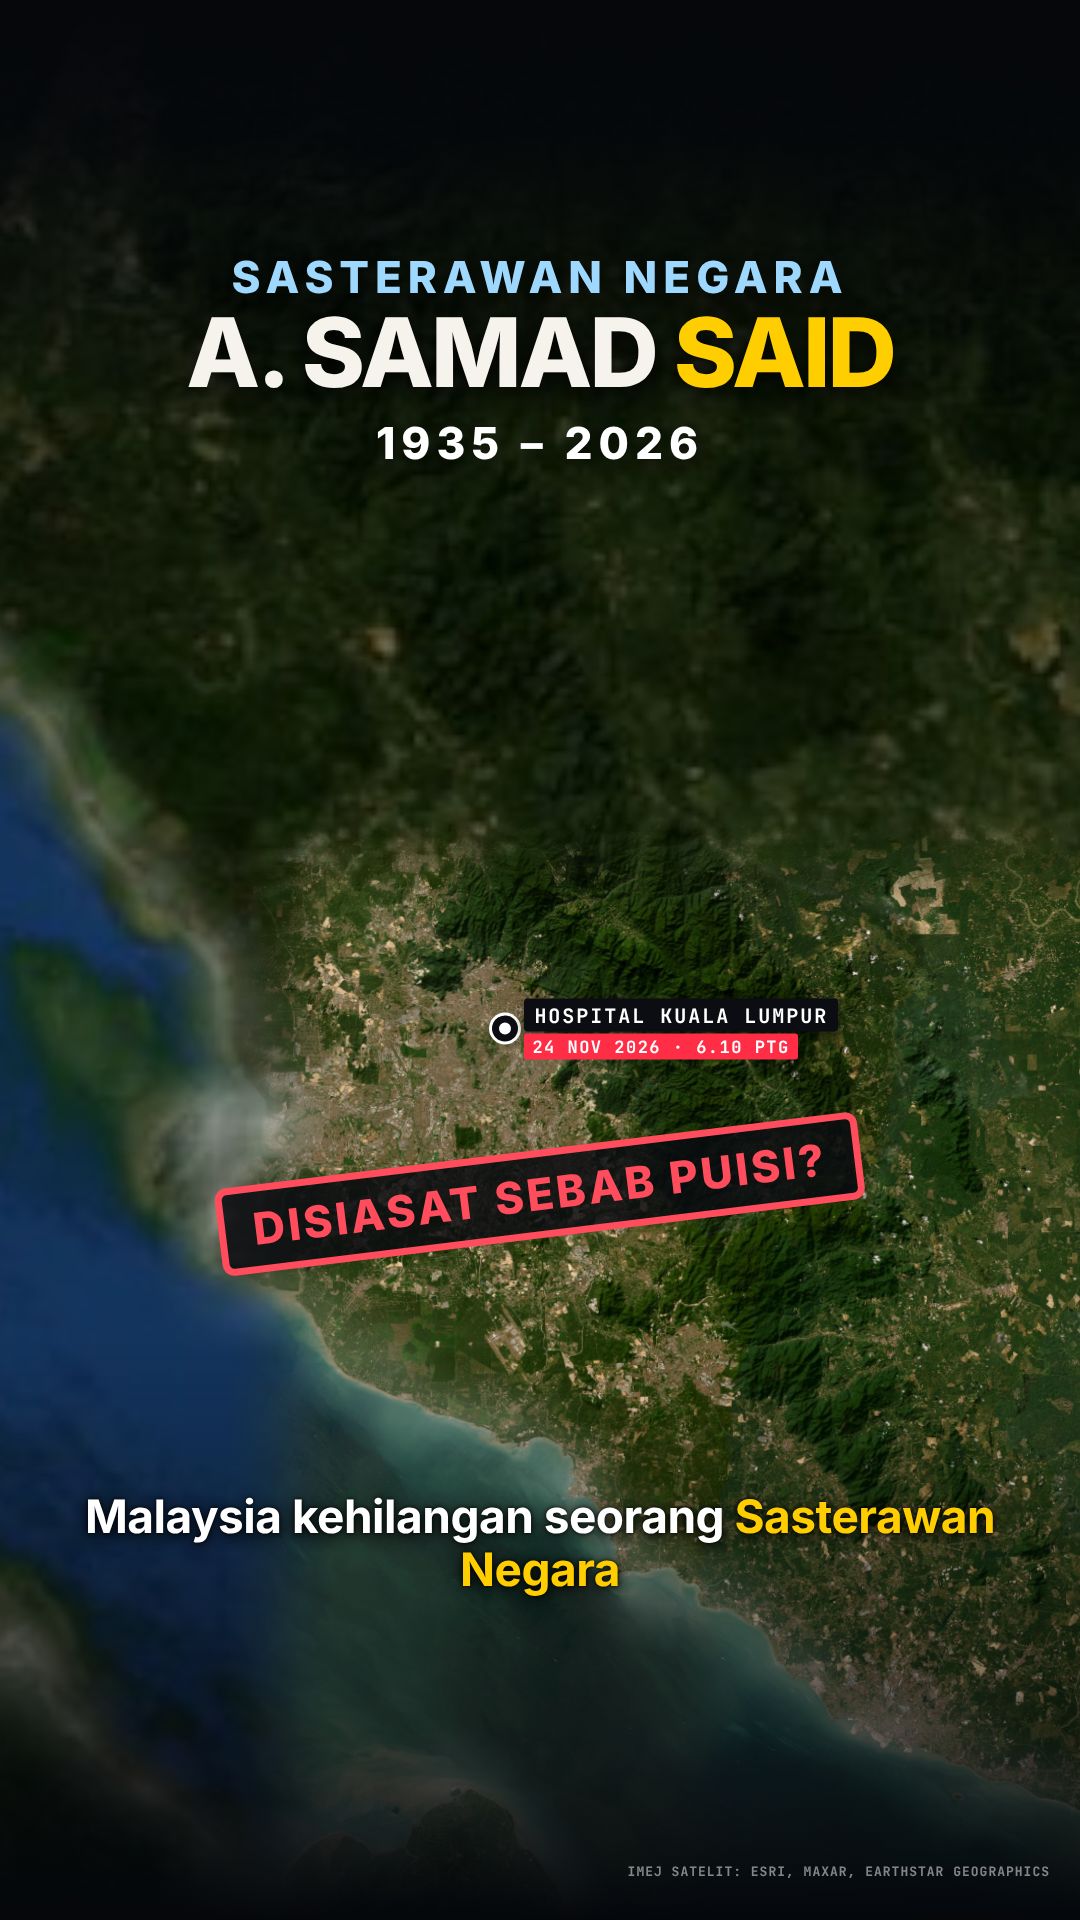 SASTERAWAN NEGARA
A. SAMAD SAID
1935 – 2026
HOSPITAL KUALA LUMPUR
24 NOV 2026 · 6.10 PTG
DISIASAT SEBAB PUISI?
Malaysia kehilangan seorang Sasterawan
Negara
IMEJ SATELIT: ESRI, MAXAR, EARTHSTAR GEOGRAPHICS